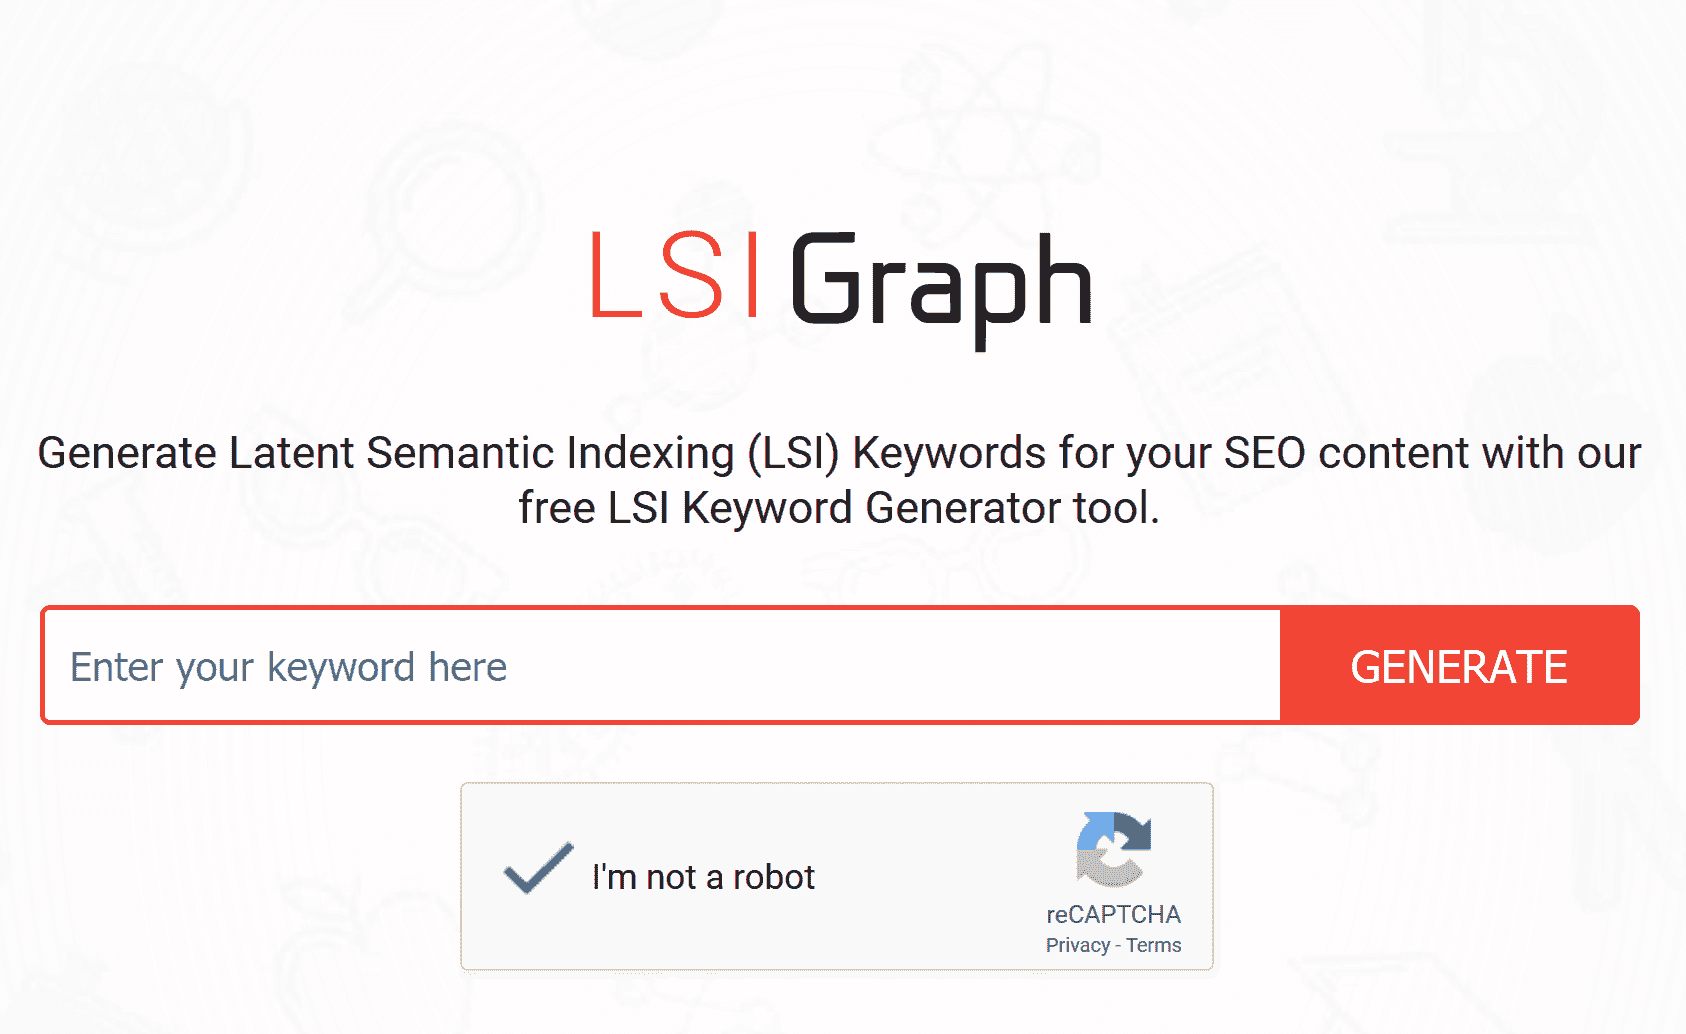 LSI Graph
Generate Latent Semantic Indexing (LSI) Keywords for your SEO content with our
free LSI Keyword Generator tool.
Enter your keyword here
GENERATE
I'm not a robot
reCAPTCHA
Privacy - Terms